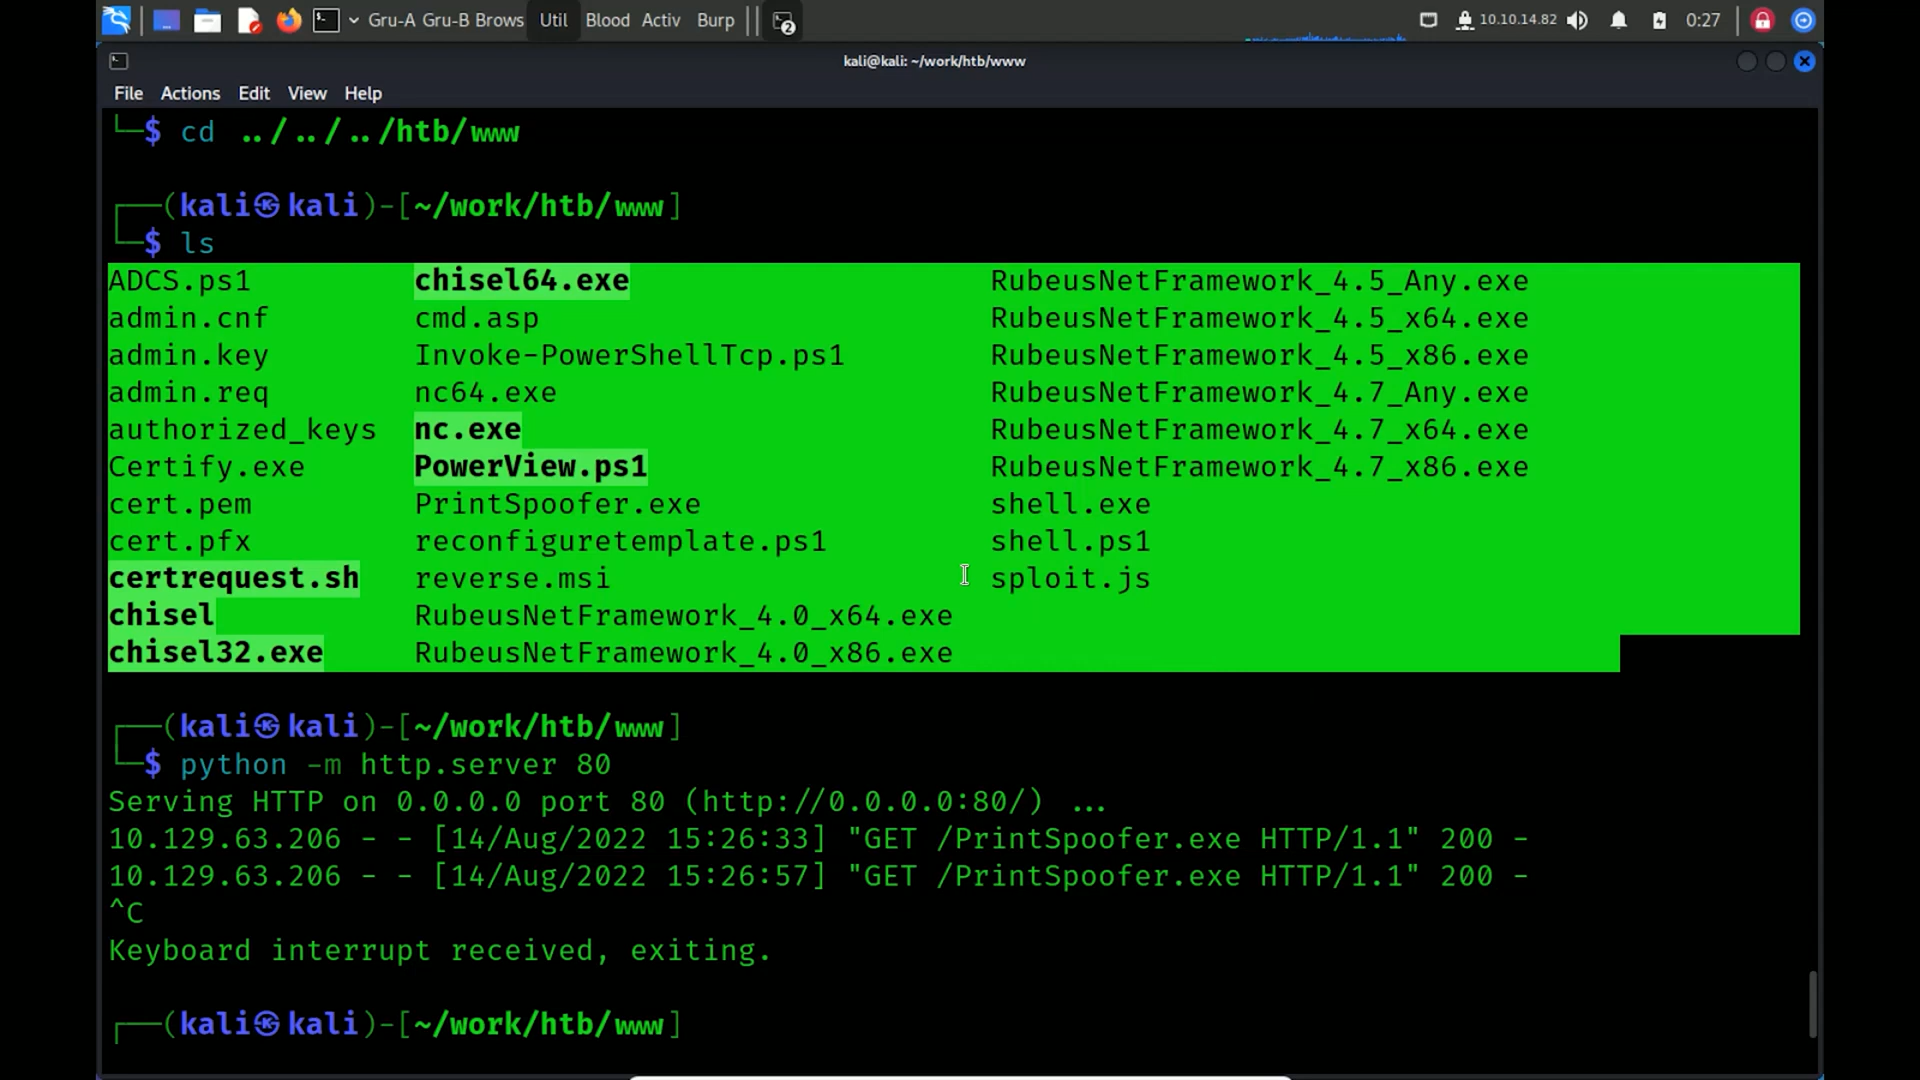 Gru-A Gru-B Brows Util Blood Activ Burp 2 10.10.14.82 0:27
kali@kali: ~/work/htb/www
File Actions Edit View Help
└─$ cd ../../../htb/www
┌──(kali㉿kali)-[~/work/htb/www]
└─$ ls
ADCS.ps1 chisel64.exe RubeusNetFramework_4.5_Any.exe
admin.cnf cmd.asp RubeusNetFramework_4.5_x64.exe
admin.key Invoke-PowerShellTcp.ps1 RubeusNetFramework_4.5_x86.exe
admin.req nc64.exe RubeusNetFramework_4.7_Any.exe
authorized_keys nc.exe RubeusNetFramework_4.7_x64.exe
Certify.exe PowerView.ps1 RubeusNetFramework_4.7_x86.exe
cert.pem PrintSpoofer.exe shell.exe
cert.pfx reconfiguretemplate.ps1 shell.ps1
certrequest.sh reverse.msi sploit.js
chisel RubeusNetFramework_4.0_x64.exe
chisel32.exe RubeusNetFramework_4.0_x86.exe
┌──(kali㉿kali)-[~/work/htb/www]
└─$ python -m http.server 80
Serving HTTP on 0.0.0.0 port 80 (http://0.0.0.0:80/) ...
10.129.63.206 - - [14/Aug/2022 15:26:33] "GET /PrintSpoofer.exe HTTP/1.1" 200 -
10.129.63.206 - - [14/Aug/2022 15:26:57] "GET /PrintSpoofer.exe HTTP/1.1" 200 -
^C
Keyboard interrupt received, exiting.
┌──(kali㉿kali)-[~/work/htb/www]